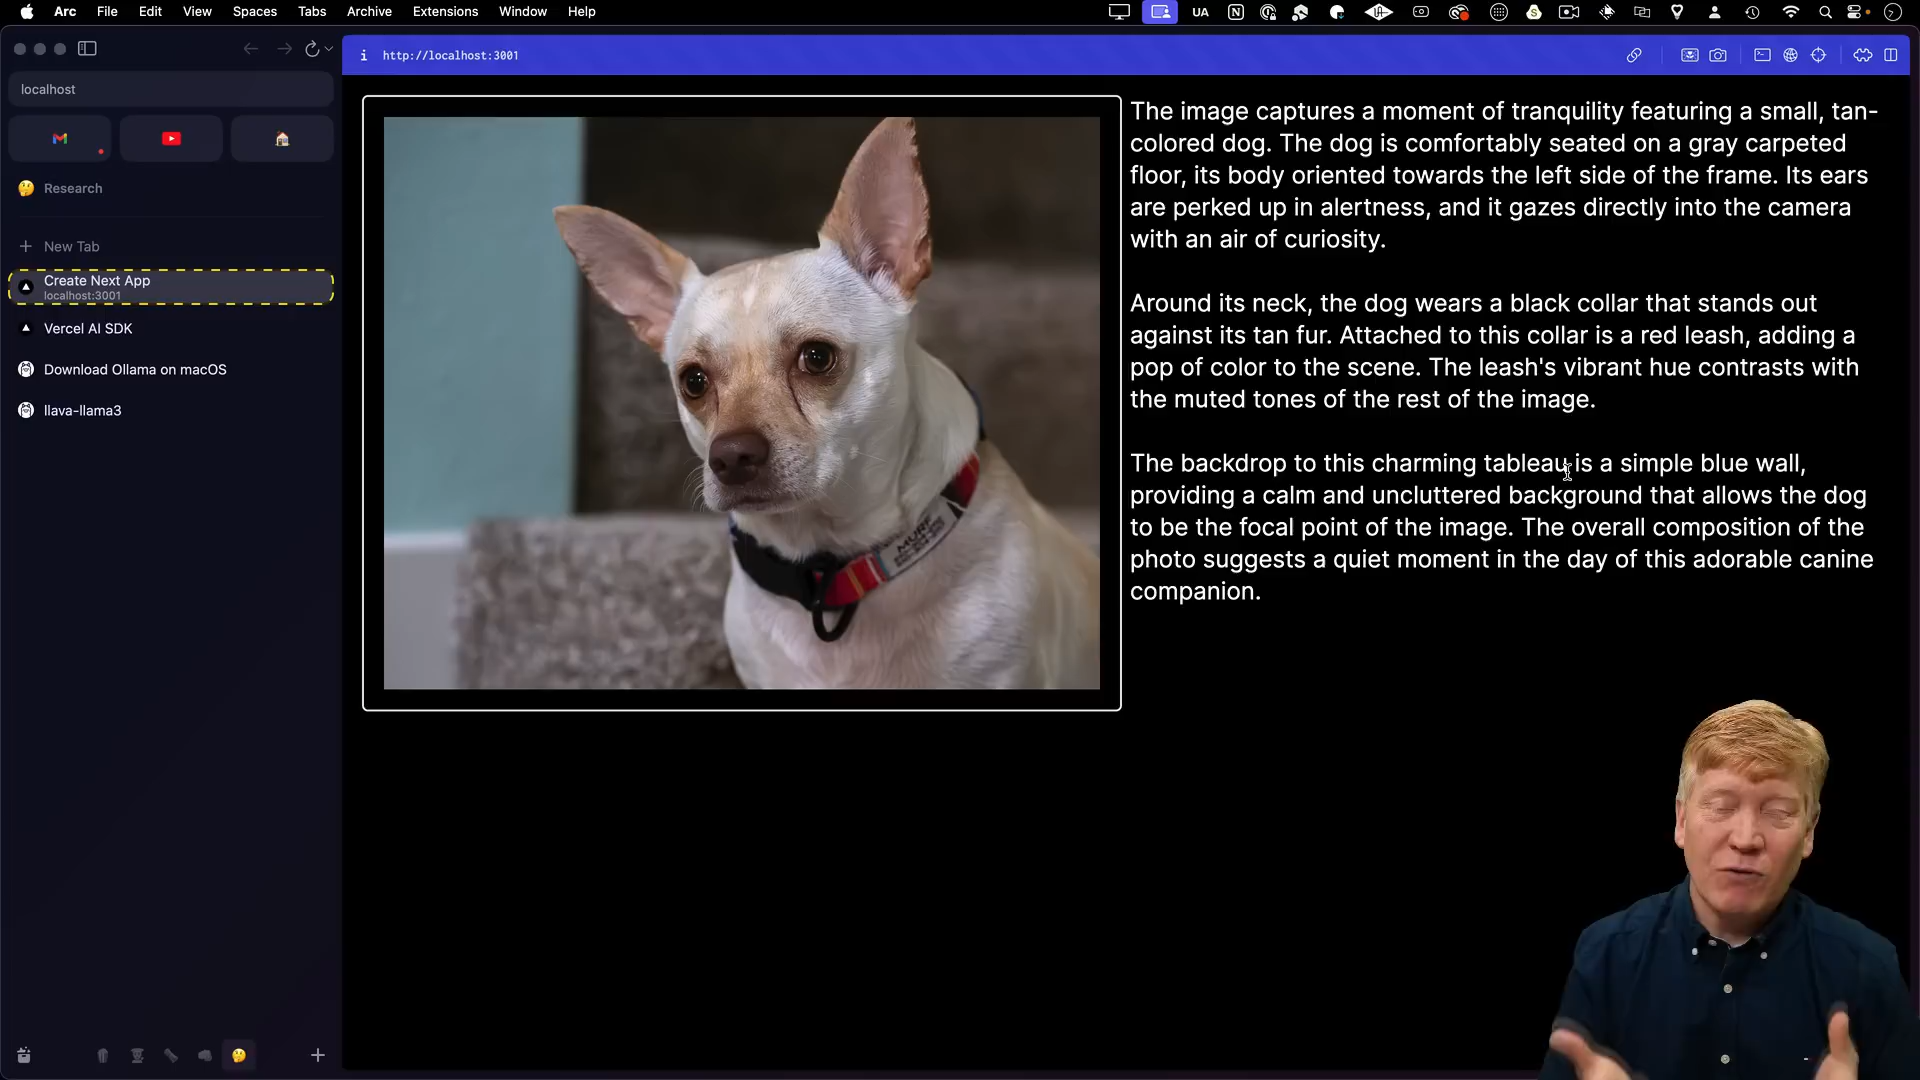 Arc File Edit View Spaces Tabs Archive Extensions Window Help
UA
http://localhost:3001
localhost
Research
New Tab
Create Next App
localhost:3001
Vercel AI SDK
Download Ollama on macOS
llava-llama3
MURF
The image captures a moment of tranquility featuring a small, tan-
colored dog. The dog is comfortably seated on a gray carpeted
floor, its body oriented towards the left side of the frame. Its ears
are perked up in alertness, and it gazes directly into the camera
with an air of curiosity.
Around its neck, the dog wears a black collar that stands out
against its tan fur. Attached to this collar is a red leash, adding a
pop of color to the scene. The leash's vibrant hue contrasts with
the muted tones of the rest of the image.
The backdrop to this charming tableau is a simple blue wall,
providing a calm and uncluttered background that allows the dog
to be the focal point of the image. The overall composition of the
photo suggests a quiet moment in the day of this adorable canine
companion.